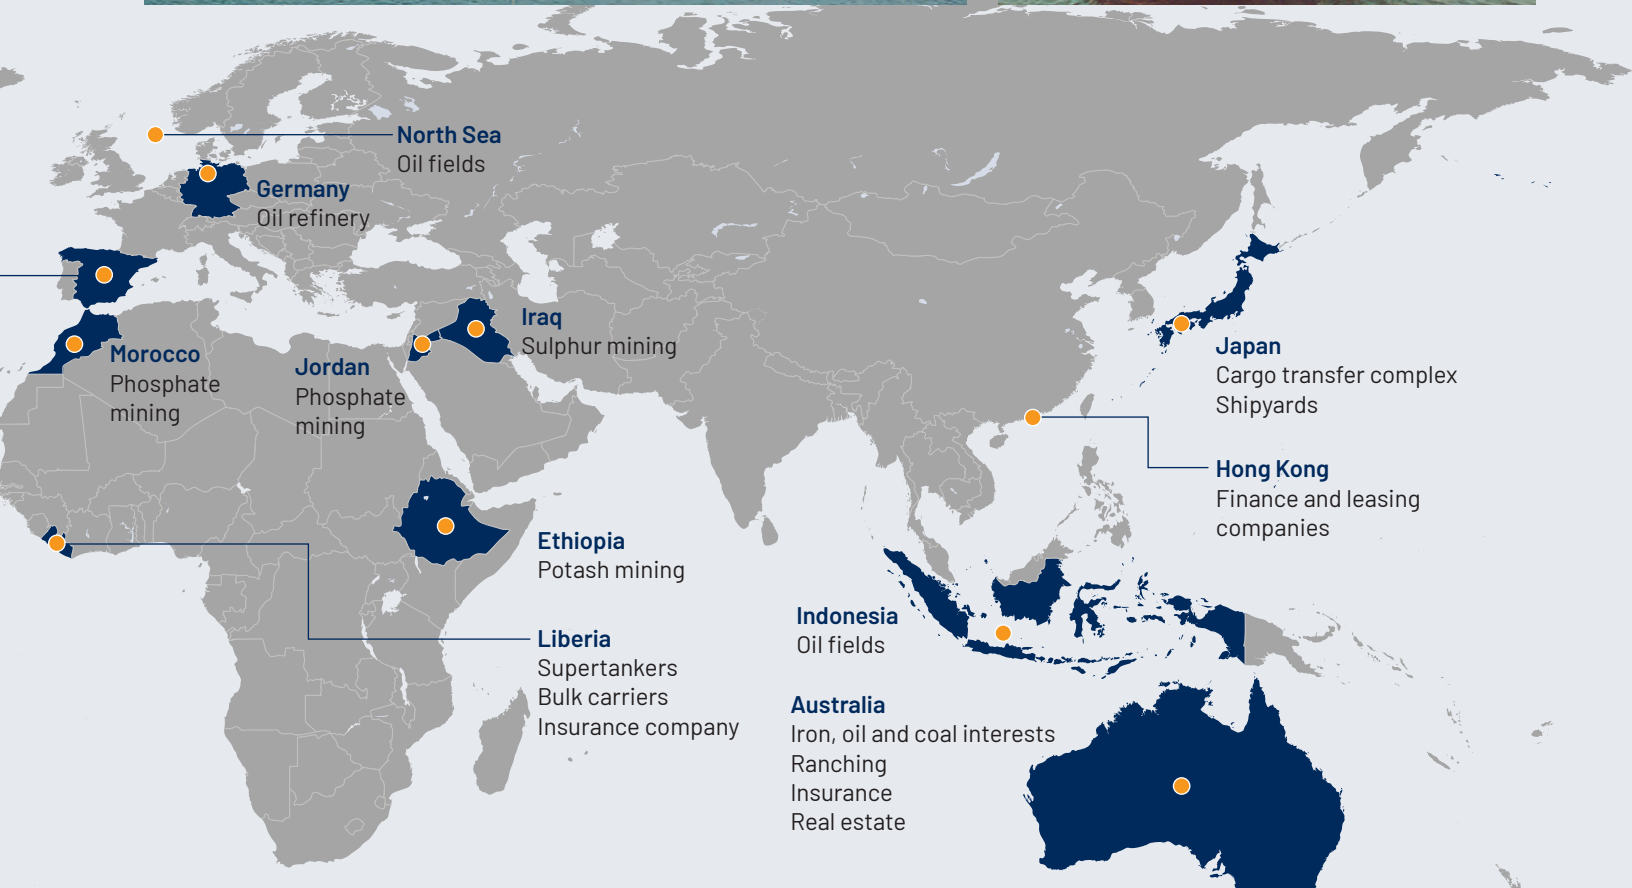 North Sea
Oil fields
Germany
Oil refinery
Iraq
Sulphur mining
Morocco
Phosphate
mining
Jordan
Phosphate
mining
Japan
Cargo transfer complex
Shipyards
Hong Kong
Finance and leasing
companies
Ethiopia
Potash mining
Liberia
Supertankers
Bulk carriers
Insurance company
Indonesia
Oil fields
Australia
Iron, oil and coal interests
Ranching
Insurance
Real estate